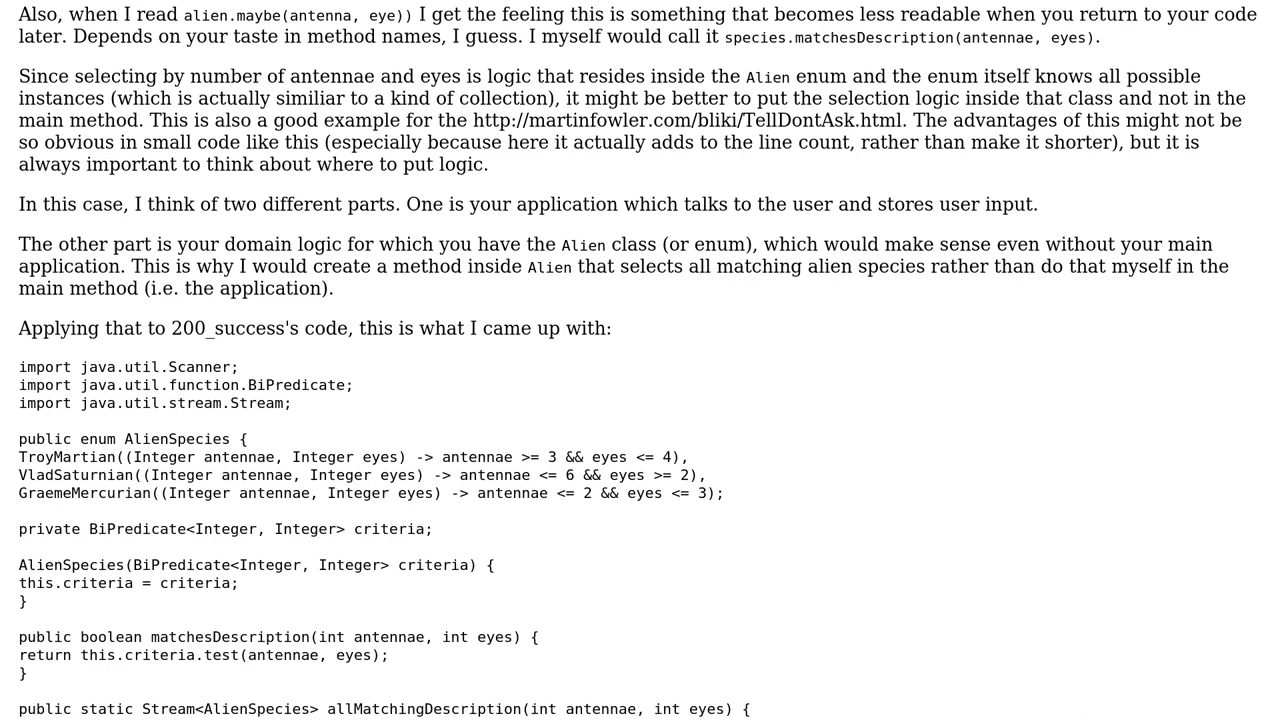 Also, when I read alien.maybe(antenna, eye)) I get the feeling this is something that becomes less readable when you return to your code
later. Depends on your taste in method names, I guess. I myself would call it species.matchesDescription(antennae, eyes).
Since selecting by number of antennae and eyes is logic that resides inside the Alien enum and the enum itself knows all possible
instances (which is actually similiar to a kind of collection), it might be better to put the selection logic inside that class and not in the
main method. This is also a good example for the http://martinfowler.com/bliki/TellDontAsk.html. The advantages of this might not be
so obvious in small code like this (especially because here it actually adds to the line count, rather than make it shorter), but it is
always important to think about where to put logic.
In this case, I think of two different parts. One is your application which talks to the user and stores user input.
The other part is your domain logic for which you have the Alien class (or enum), which would make sense even without your main
application. This is why I would create a method inside Alien that selects all matching alien species rather than do that myself in the
main method (i.e. the application).
Applying that to 200_success's code, this is what I came up with:
import java.util.Scanner;
import java.util.function.BiPredicate;
import java.util.stream.Stream;
public enum AlienSpecies {
TroyMartian((Integer antennae, Integer eyes) -> antennae >= 3 && eyes <= 4),
VladSaturnian((Integer antennae, Integer eyes) -> antennae <= 6 && eyes >= 2),
GraemeMercurian((Integer antennae, Integer eyes) -> antennae <= 2 && eyes <= 3);
private BiPredicate<Integer, Integer> criteria;
AlienSpecies(BiPredicate<Integer, Integer> criteria) {
this.criteria = criteria;
}
public boolean matchesDescription(int antennae, int eyes) {
return this.criteria.test(antennae, eyes);
}
public static Stream<AlienSpecies> allMatchingDescription(int antennae, int eyes) {